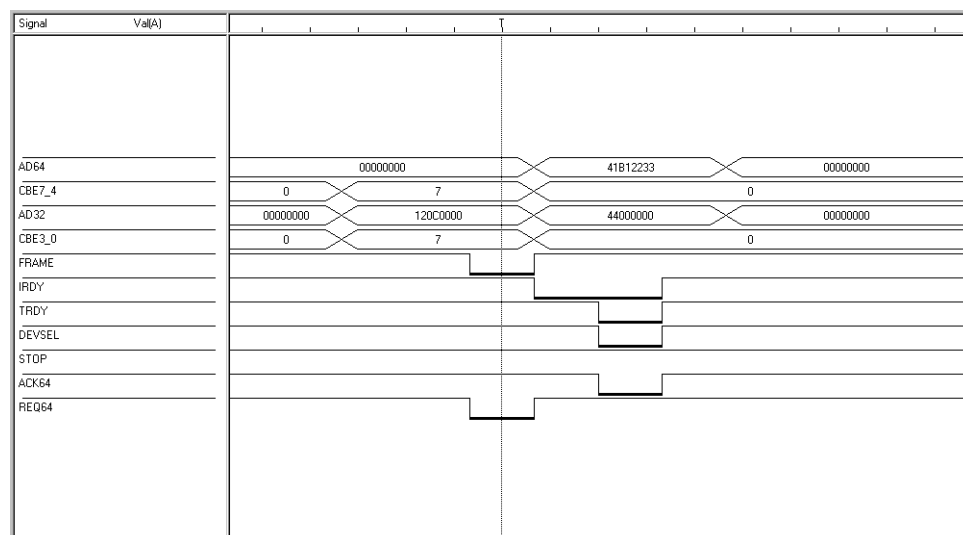 Signal Val(A) T
AD64 00000000 41B12233 00000000
CBE7_4 0 7 0
AD32 00000000 120C0000 44000000 00000000
CBE3_0 0 7 0
FRAME
IRDY
TRDY
DEVSEL
STOP
ACK64
REQ64